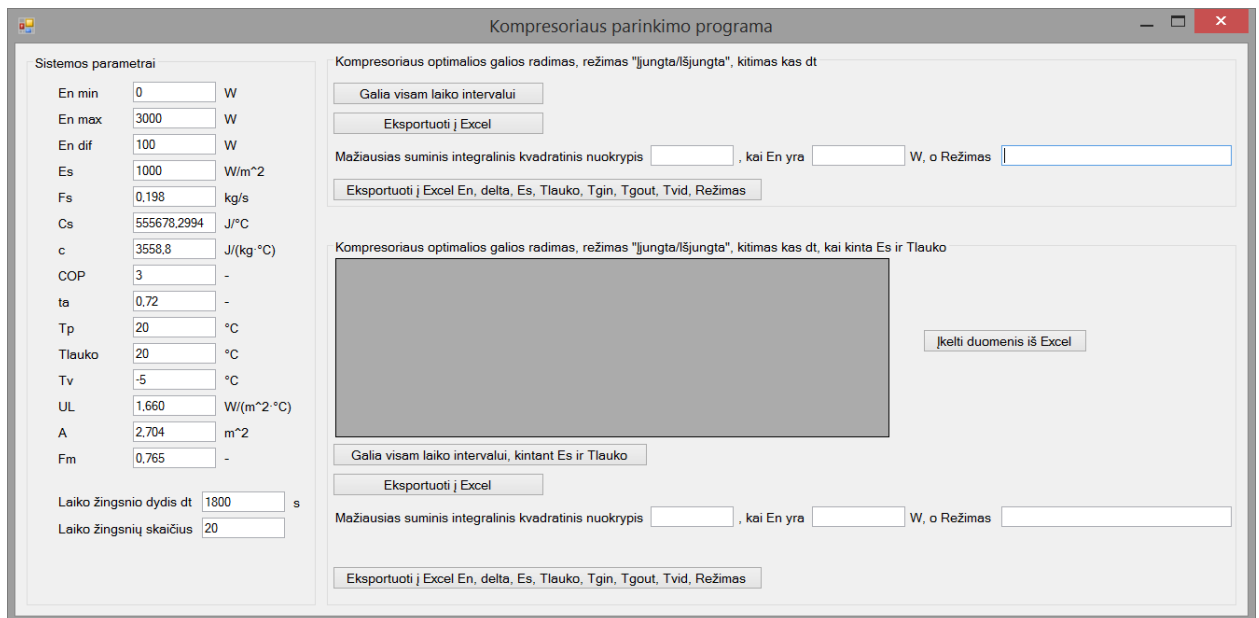 Kompresoriaus parinkimo programa
Sistemos parametrai
En min 0 W
En max 3000 W
En dif 100 W
Es 1000 W/m^2
Fs 0,198 kg/s
Cs 555678,2994 J/°C
c 3558,8 J/(kg·°C)
COP 3 -
ta 0,72 -
Tp 20 °C
Tlauko 20 °C
Tv -5 °C
UL 1,660 W/(m^2·°C)
A 2,704 m^2
Fm 0,765 -
Laiko žingsnio dydis dt 1800 s
Laiko žingsnių skaičius 20
Kompresoriaus optimalios galios radimas, režimas "Įjungta/Išjungta", kitimas kas dt
Galia visam laiko intervalui
Eksportuoti į Excel
Mažiausias suminis integralinis kvadratinis nuokrypis , kai En yra W, o Režimas
Eksportuoti į Excel En, delta, Es, Tlauko, Tgin, Tgout, Tvid, Režimas
Kompresoriaus optimalios galios radimas, režimas "Įjungta/Išjungta", kitimas kas dt, kai kinta Es ir Tlauko
Įkelti duomenis iš Excel
Galia visam laiko intervalui, kintant Es ir Tlauko
Eksportuoti į Excel
Mažiausias suminis integralinis kvadratinis nuokrypis , kai En yra W, o Režimas
Eksportuoti į Excel En, delta, Es, Tlauko, Tgin, Tgout, Tvid, Režimas